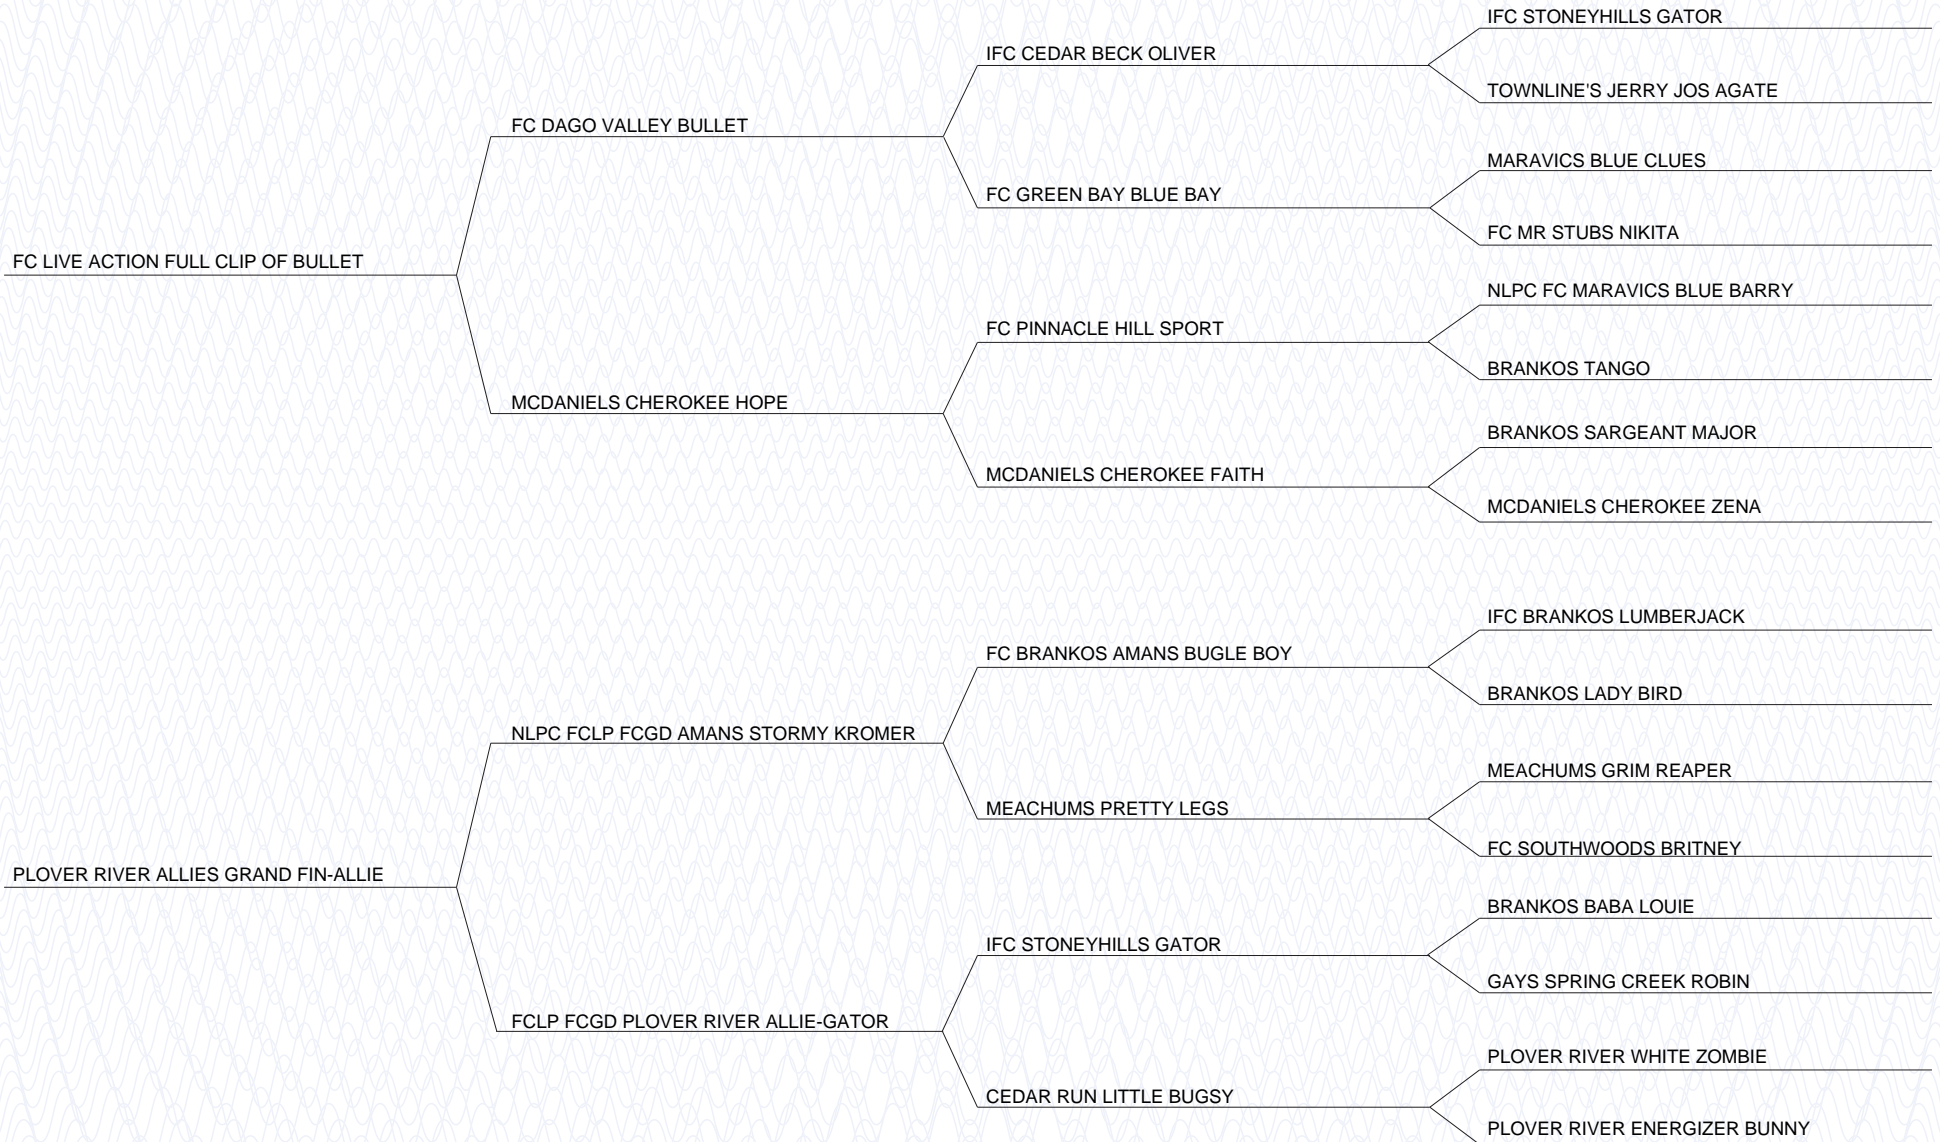 IFC STONEYHILLS GATOR
IFC CEDAR BECK OLIVER
TOWNLINE'S JERRY JOS AGATE
FC DAGO VALLEY BULLET
MARAVICS BLUE CLUES
FC GREEN BAY BLUE BAY
FC MR STUBS NIKITA
FC LIVE ACTION FULL CLIP OF BULLET
NLPC FC MARAVICS BLUE BARRY
FC PINNACLE HILL SPORT
BRANKOS TANGO
MCDANIELS CHEROKEE HOPE
BRANKOS SARGEANT MAJOR
MCDANIELS CHEROKEE FAITH
MCDANIELS CHEROKEE ZENA
IFC BRANKOS LUMBERJACK
FC BRANKOS AMANS BUGLE BOY
BRANKOS LADY BIRD
NLPC FCLP FCGD AMANS STORMY KROMER
MEACHUMS GRIM REAPER
MEACHUMS PRETTY LEGS
FC SOUTHWOODS BRITNEY
PLOVER RIVER ALLIES GRAND FIN-ALLIE
BRANKOS BABA LOUIE
IFC STONEYHILLS GATOR
GAYS SPRING CREEK ROBIN
FCLP FCGD PLOVER RIVER ALLIE-GATOR
PLOVER RIVER WHITE ZOMBIE
CEDAR RUN LITTLE BUGSY
PLOVER RIVER ENERGIZER BUNNY